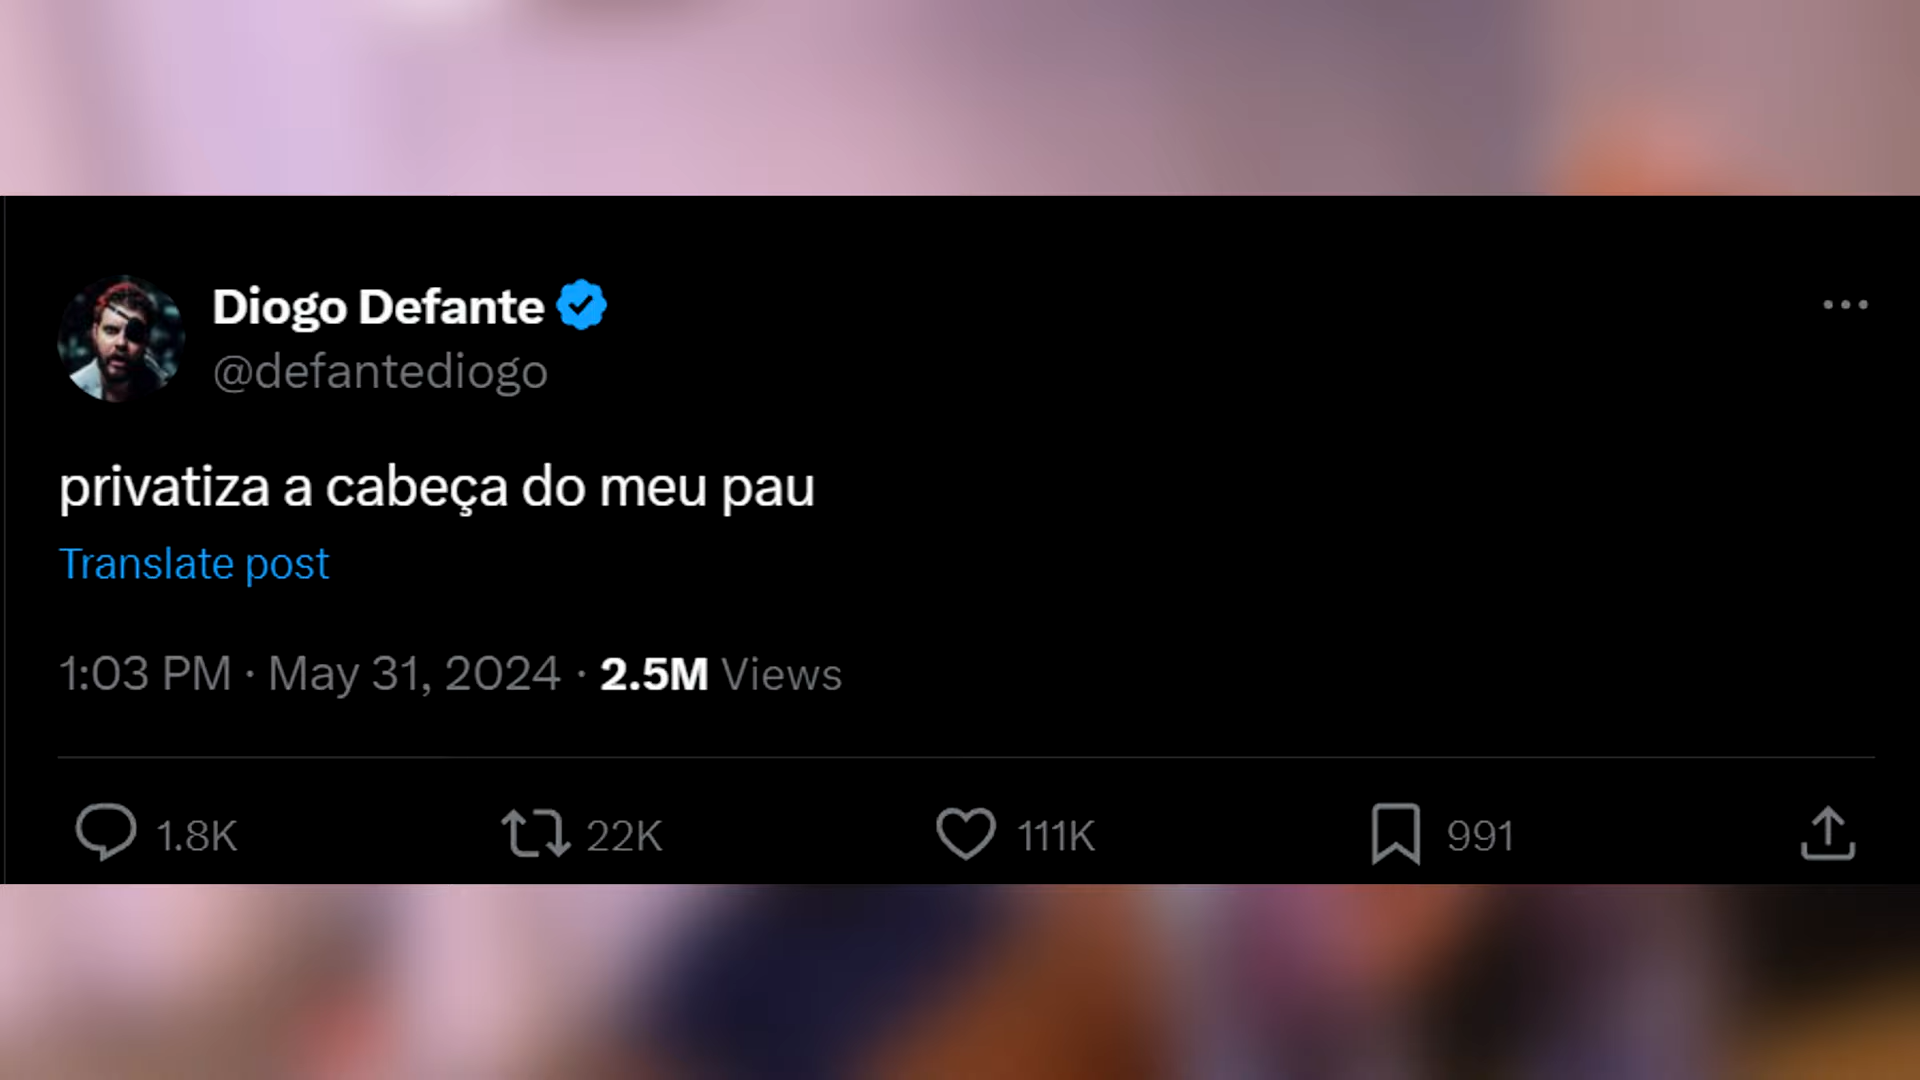 Diogo Defante
@defantediogo
privatiza a cabeça do meu pau
Translate post
1:03 PM · May 31, 2024 · 2.5M Views
1.8K 22K 111K 991